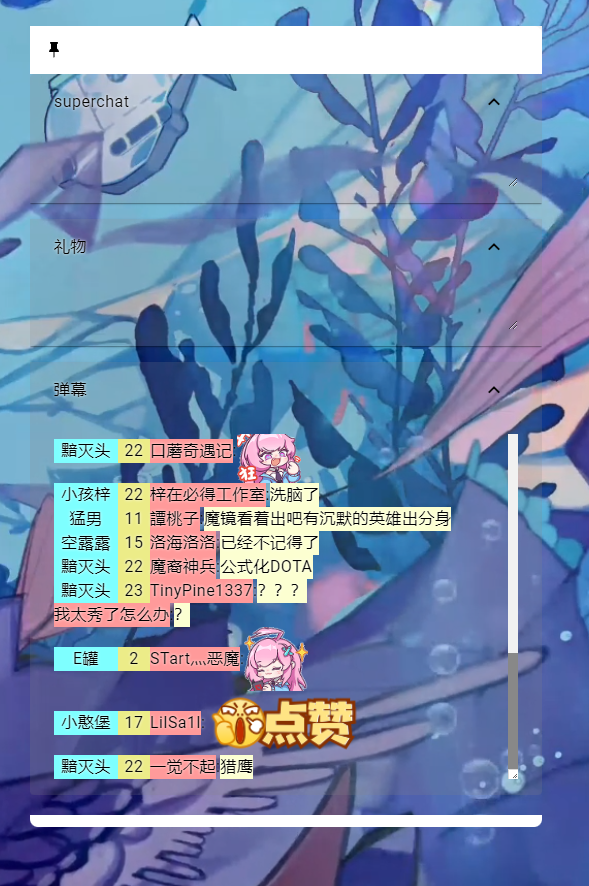 superchat
礼物
弹幕
黯灭头 22 口蘑奇遇记: 狂
小孩梓 22 梓在必得工作室:洗脑了
猛男 11 譚桃子:魔镜看着出吧有沉默的英雄出分身
空露露 15 洛海洛洛:已经不记得了
黯灭头 22 魔裔神兵:公式化DOTA
黯灭头 23 TinyPine1337:？？？
我太秀了怎么办:？
E罐 2 STart灬恶魔:
小憨堡 17 LilSa1l: 点赞
黯灭头 22 一觉不起:猎鹰